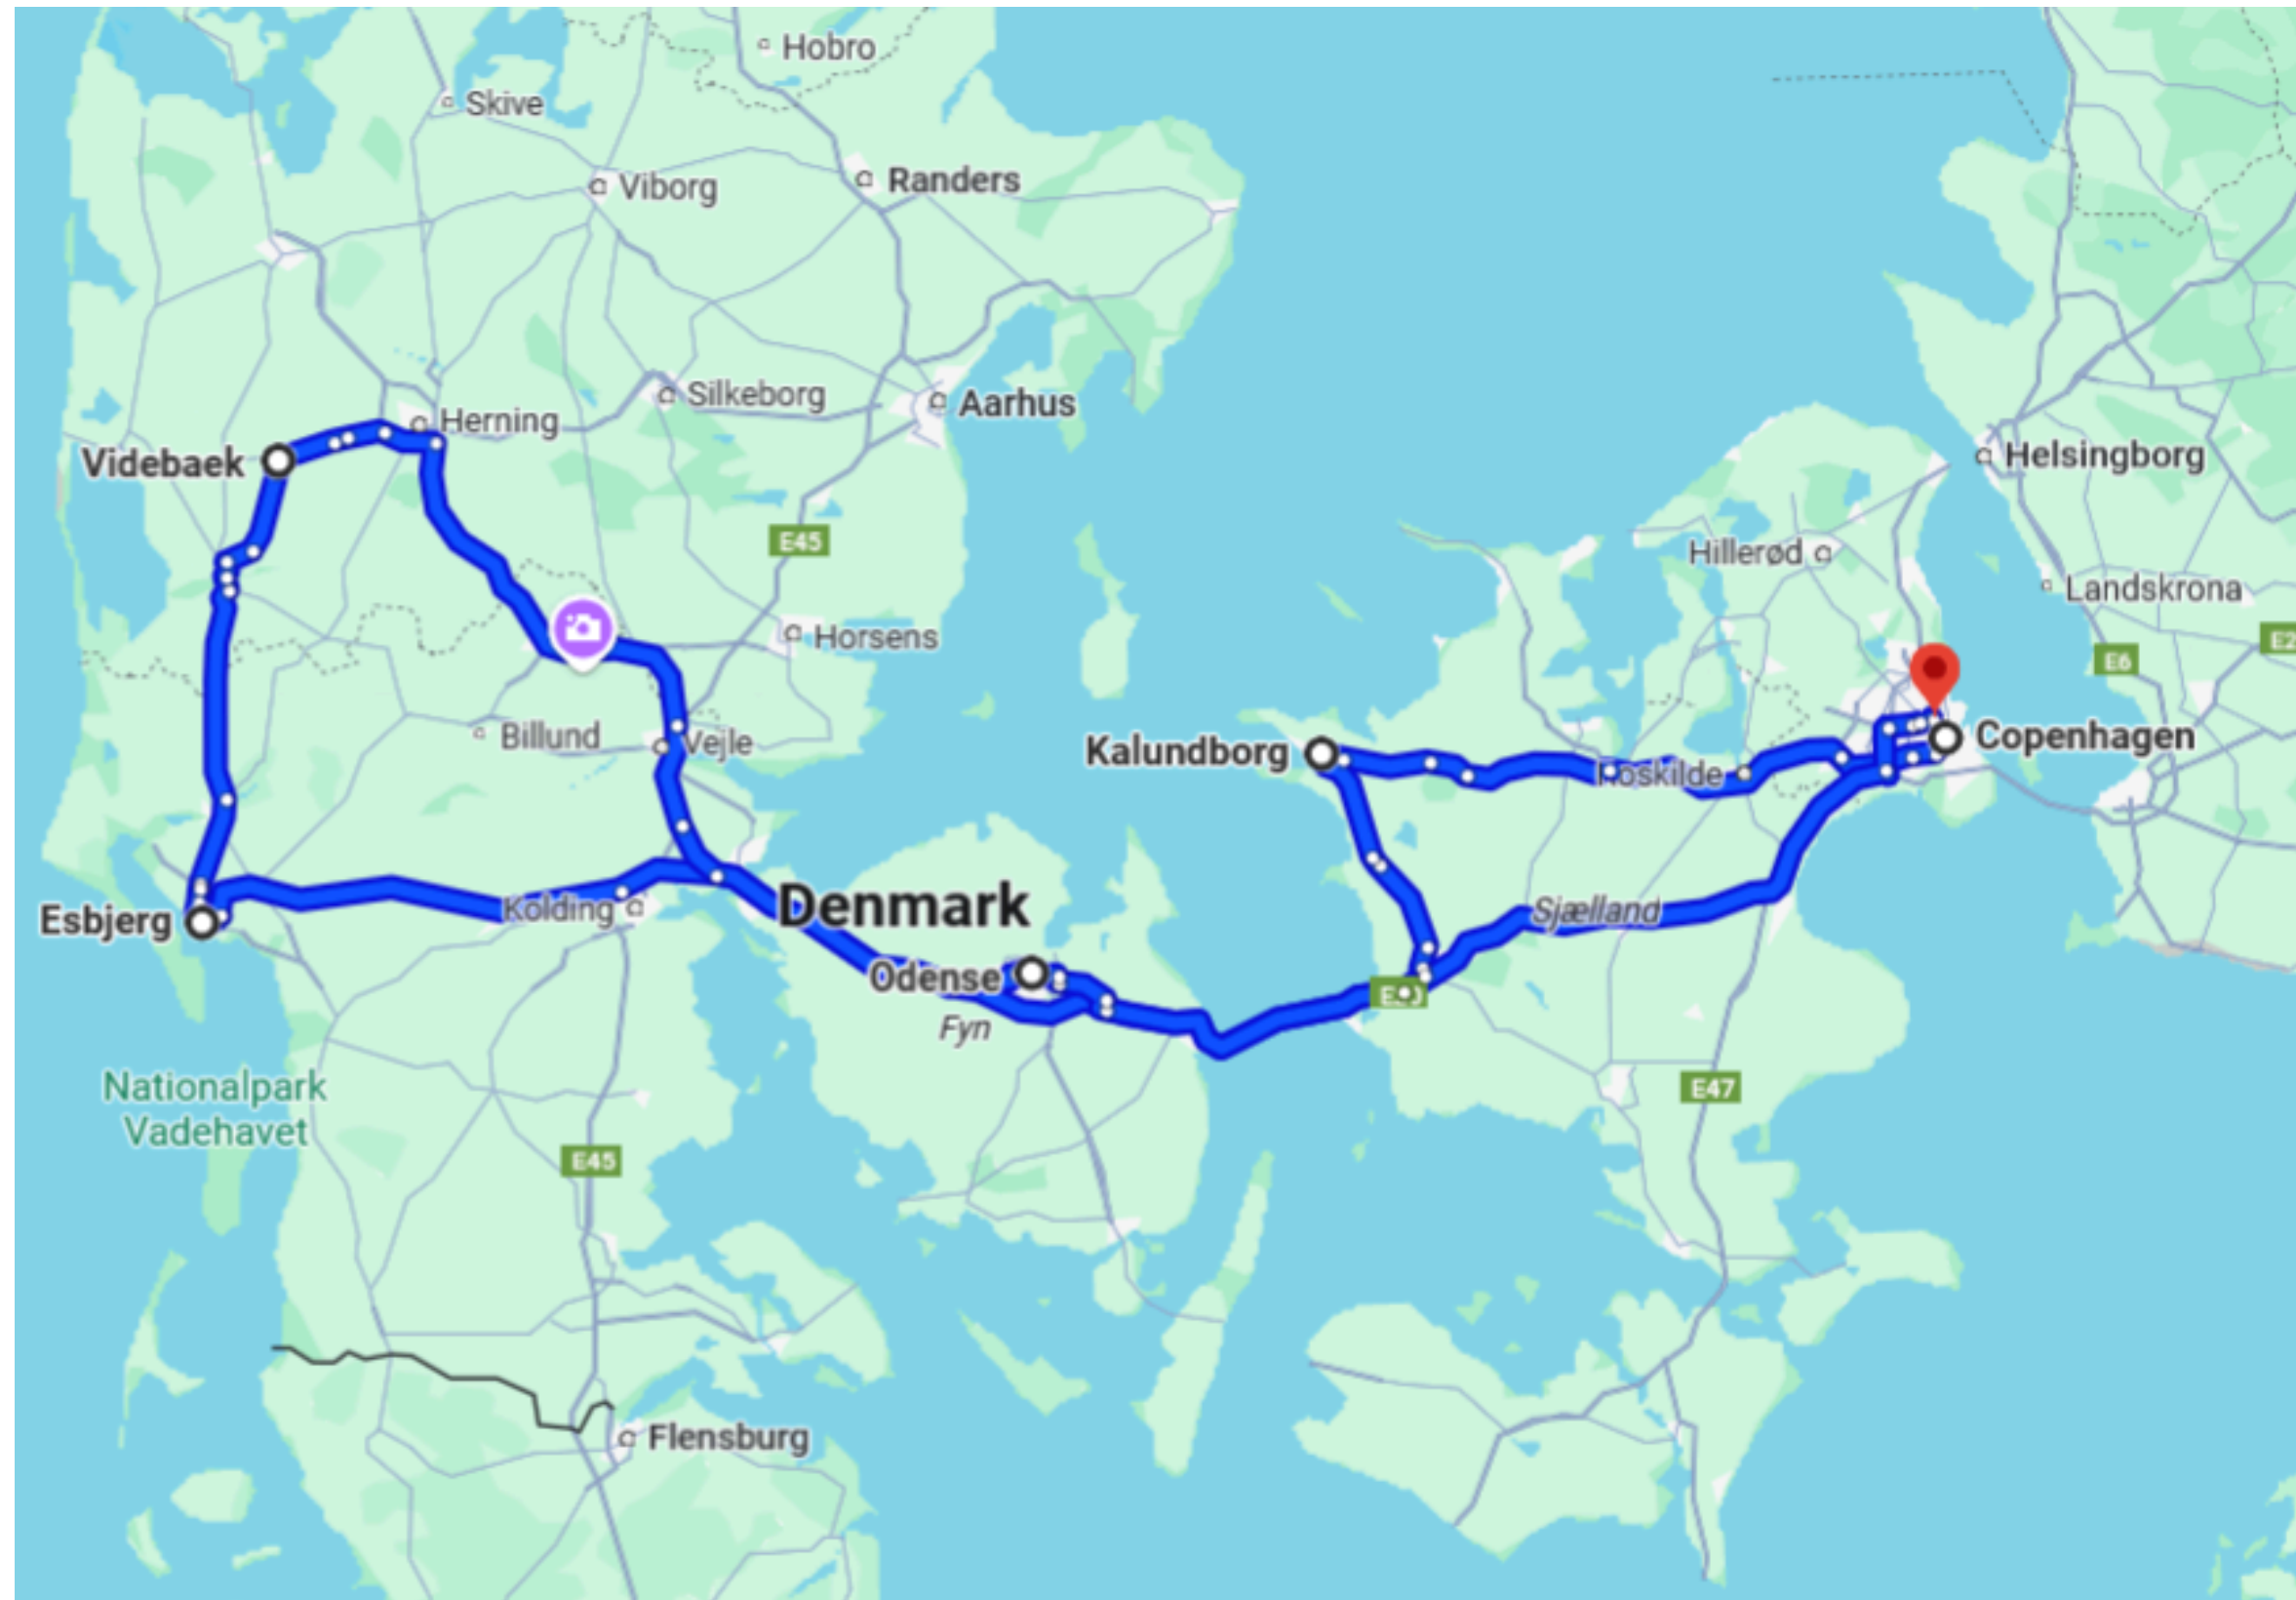 Hobro
Skive
Viborg
Randers
Silkeborg
Aarhus
Herning
Videbaek
Helsingborg
E45
Hillerød
Landskrona
Horsens
E6
Billund
Vejle
Kalundborg
Roskilde
Copenhagen
Esbjerg
Kolding
Denmark
Sjælland
Odense
Fyn
Nationalpark
Vadehavet
E47
E45
Flensburg